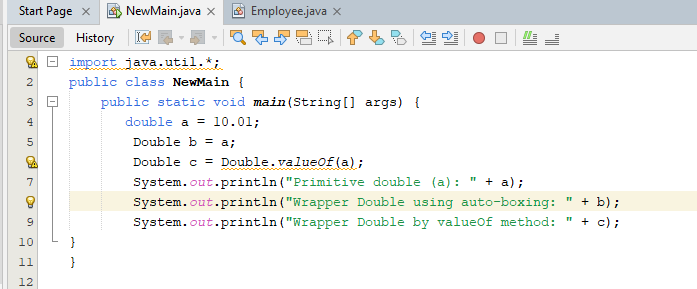 Start Page NewMain.java Employee.java
Source History
import java.util.*;
2 public class NewMain {
3 public static void main(String[] args) {
4 double a = 10.01;
5 Double b = a;
Double c = Double.valueOf(a);
7 System.out.println("Primitive double (a): " + a);
System.out.println("Wrapper Double using auto-boxing: " + b);
9 System.out.println("Wrapper Double by valueOf method: " + c);
10 }
11 }
12